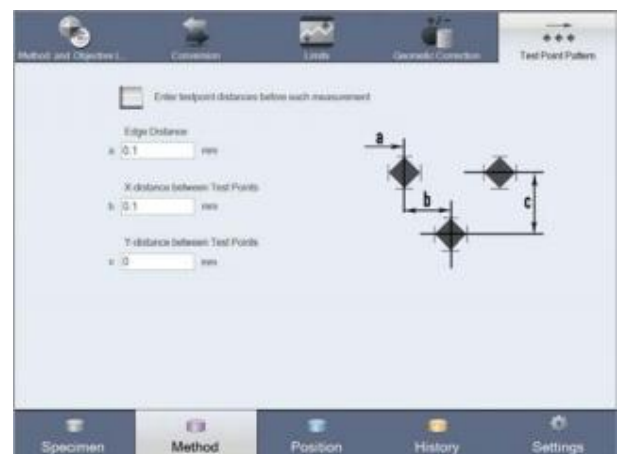 Method and Objective L...
Conversion
Limits
Geometric Correction
Test Point Pattern
Enter testpoint distances before each measurement
Edge Distance
a 0.1 mm
X-distance between Test Points
b 0.1 mm
Y-distance between Test Points
c 0 mm
a
b
c
Specimen
Method
Position
History
Settings